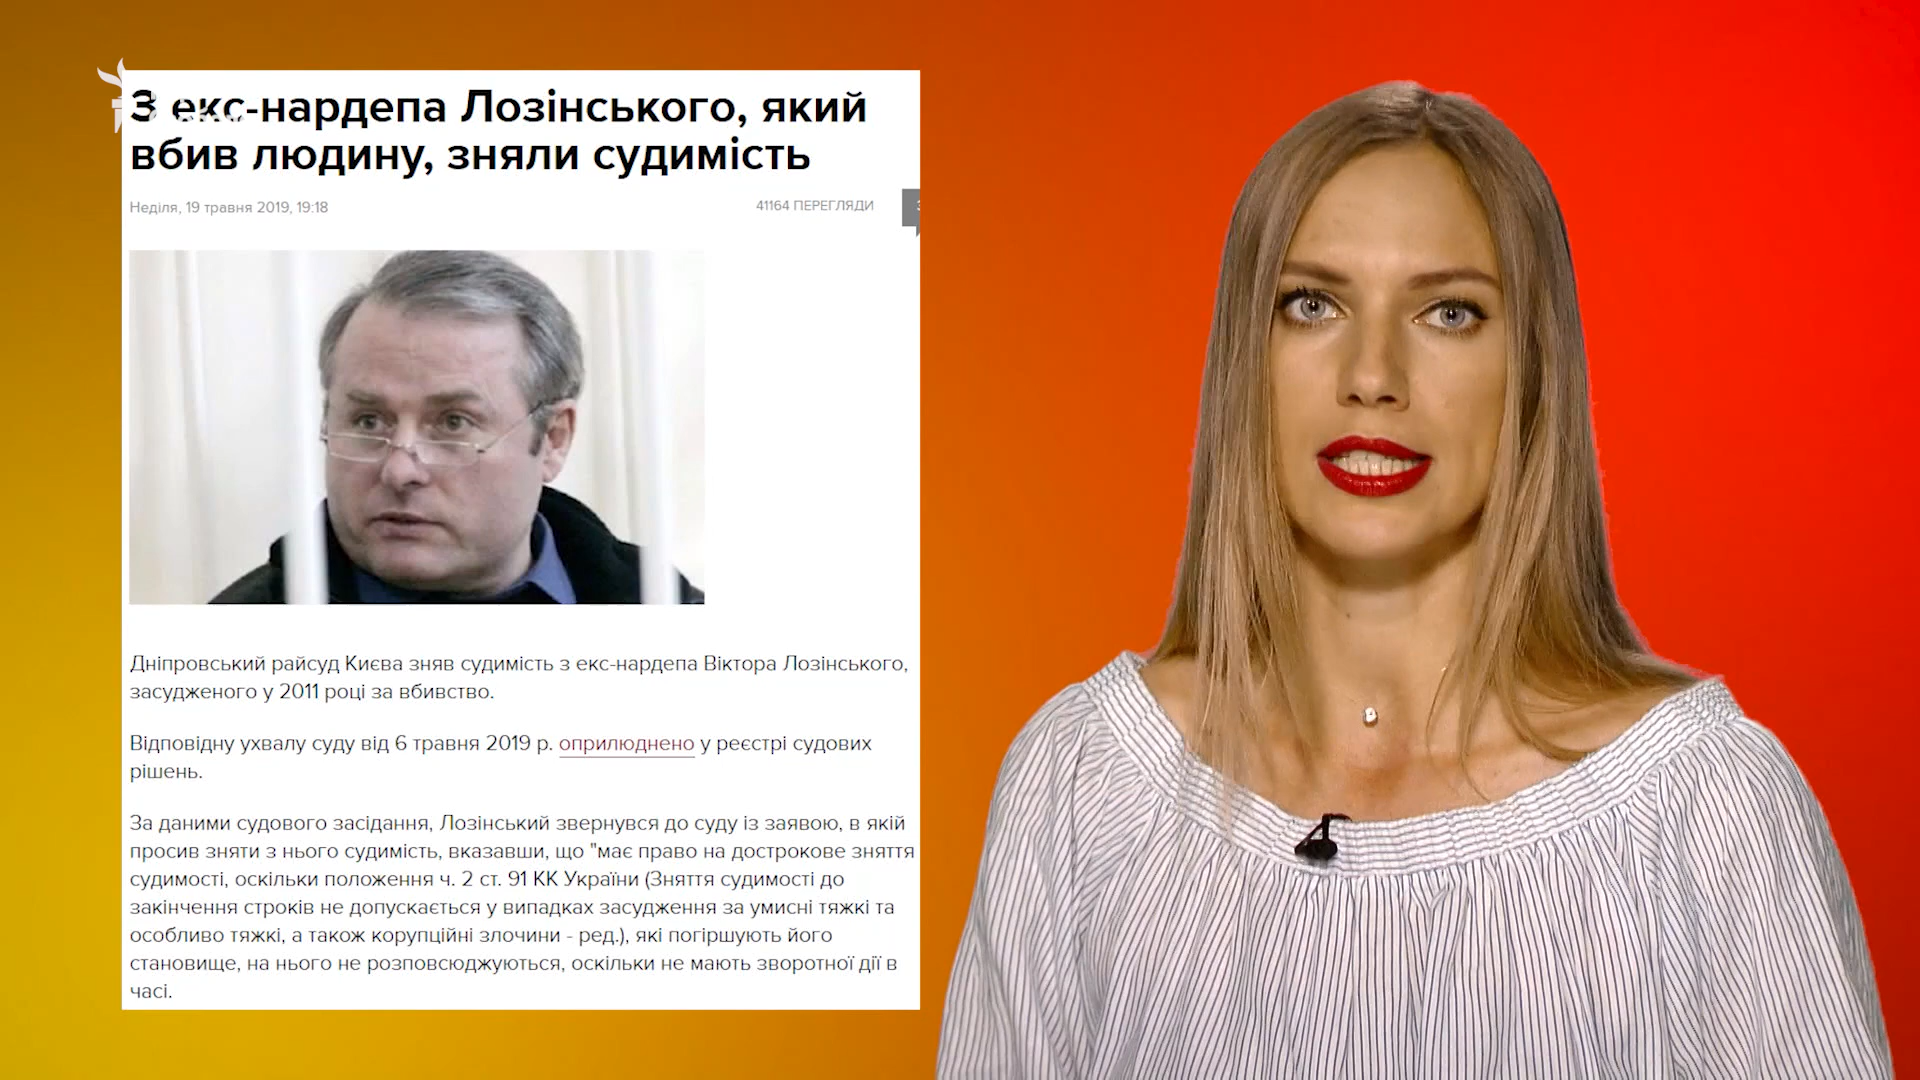 З екс-нардепа Лозінського, який
вбив людину, зняли судимість
Неділя, 19 травня 2019, 19:18
41164 ПЕРЕГЛЯДИ
Дніпровський райсуд Києва зняв судимість з екс-нардепа Віктора Лозінського,
засудженого у 2011 році за вбивство.
Відповідну ухвалу суду від 6 травня 2019 р. оприлюднено у реєстрі судових
рішень.
За даними судового засідання, Лозінський звернувся до суду із заявою, в якій
просив зняти з нього судимість, вказавши, що "має право на дострокове зняття
судимості, оскільки положення ч. 2 ст. 91 КК України (Зняття судимості до
закінчення строків не допускається у випадках засудження за умисні тяжкі та
особливо тяжкі, а також корупційні злочини - ред.), які погіршують його
становище, на нього не розповсюджуються, оскільки не мають зворотної дії в
часі.